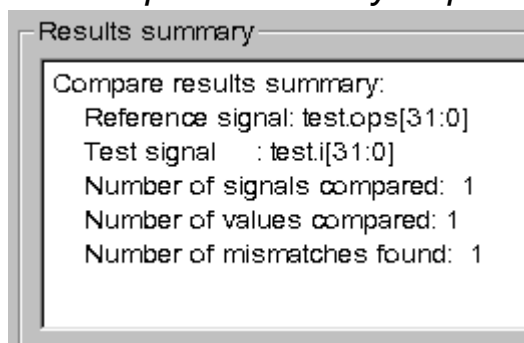 Results summary
Compare results summary:
Reference signal: test.ops[31:0]
Test signal : test.i[31:0]
Number of signals compared: 1
Number of values compared: 1
Number of mismatches found: 1